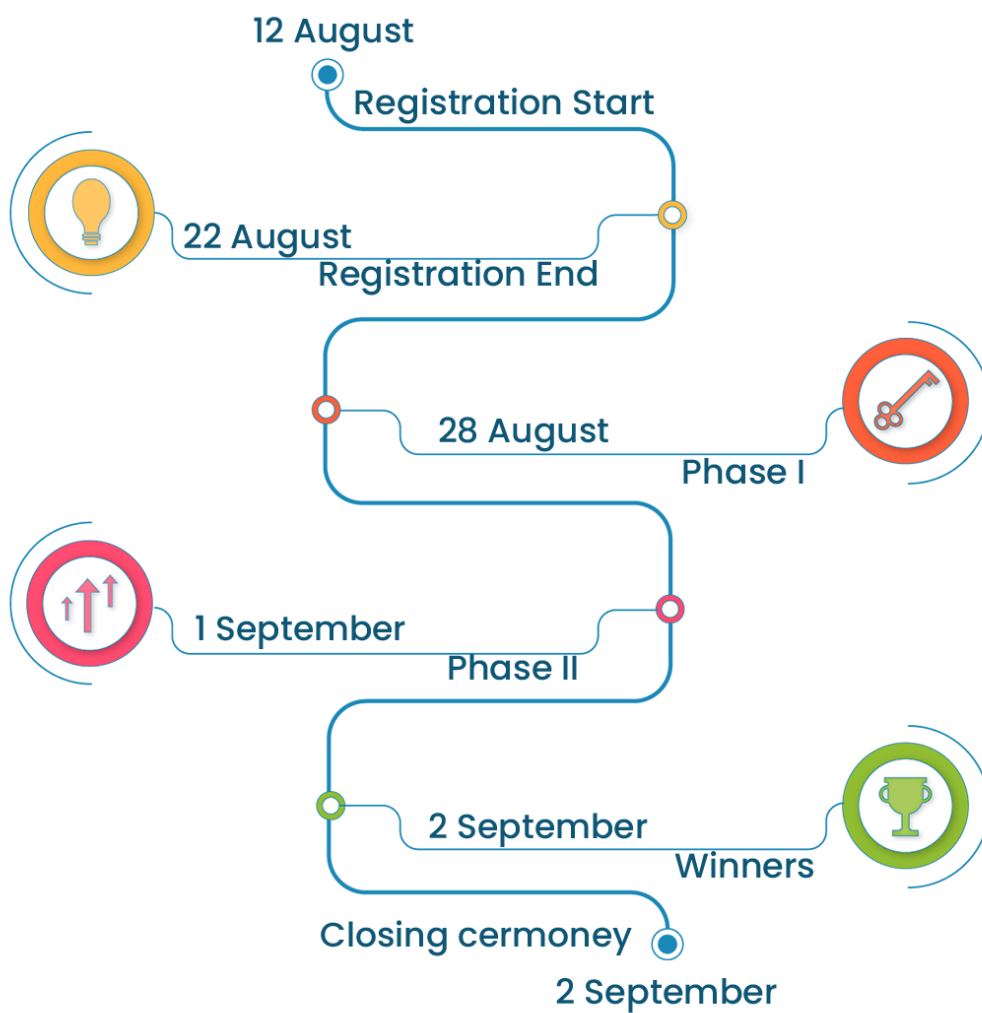 12 August
Registration Start
22 August
Registration End
28 August
Phase I
1 September
Phase II
2 September
Winners
Closing cermoney
2 September